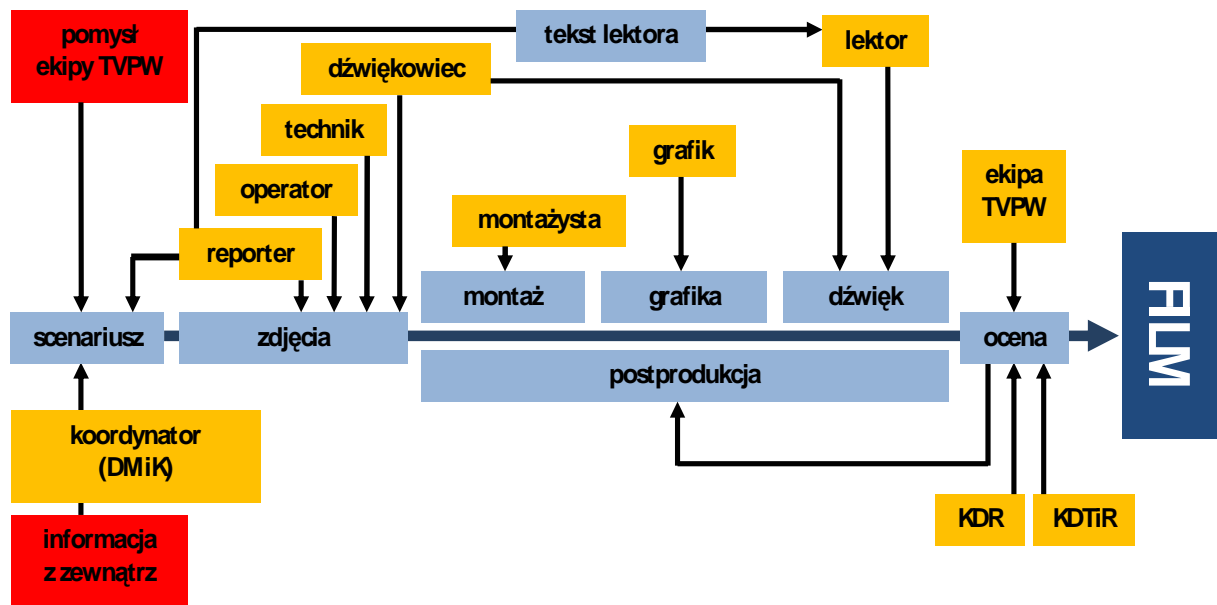 pomysł
ekipy TVPW
tekst lektora
lektor
dźwiękowiec
technik
grafik
operator
ekipa
TVPW
montażysta
reporter
montaż
grafika
dźwięk
scenariusz
zdjęcia
ocena
FILM
postprodukcja
koordynator
(DMiK)
KDR
KDTiR
informacja
z zewnątrz